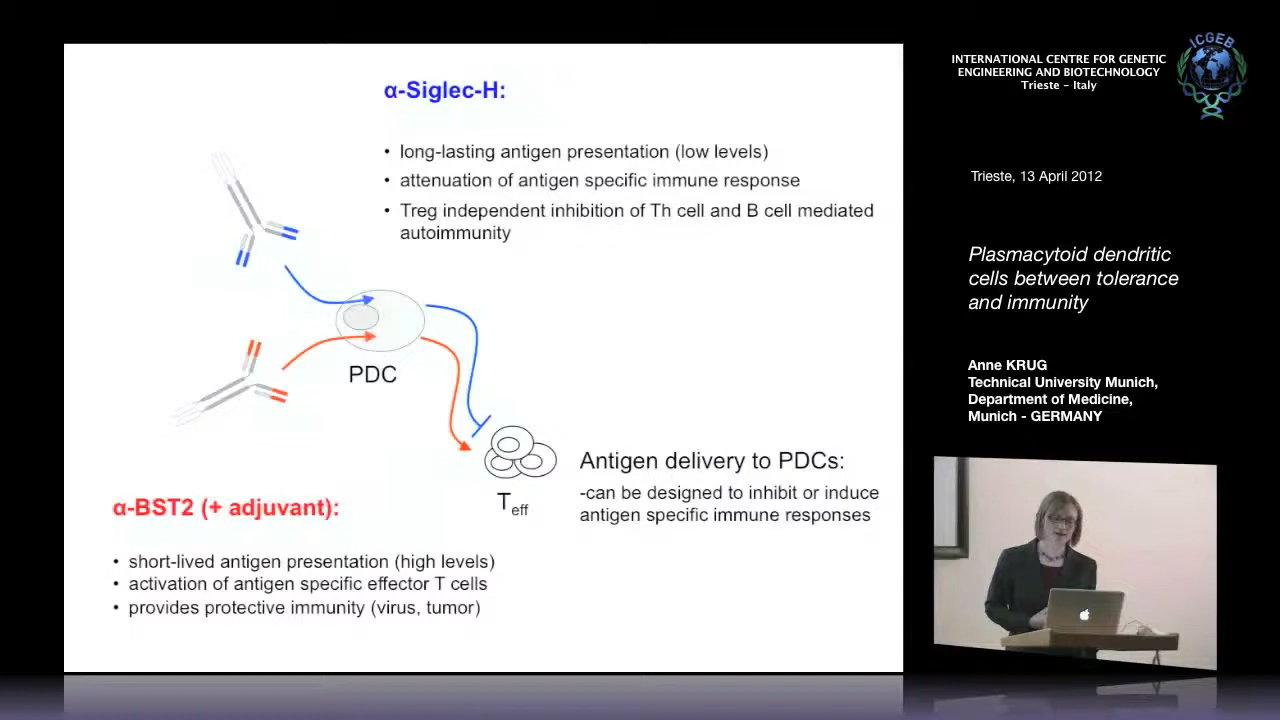 α-Siglec-H:
• long-lasting antigen presentation (low levels)
• attenuation of antigen specific immune response
• Treg independent inhibition of Th cell and B cell mediated
autoimmunity
PDC
Teff
Antigen delivery to PDCs:
-can be designed to inhibit or induce
antigen specific immune responses
α-BST2 (+ adjuvant):
• short-lived antigen presentation (high levels)
• activation of antigen specific effector T cells
• provides protective immunity (virus, tumor)
INTERNATIONAL CENTRE FOR GENETIC
ENGINEERING AND BIOTECHNOLOGY
Trieste - Italy
ICGEB
Trieste, 13 April 2012
Plasmacytoid dendritic
cells between tolerance
and immunity
Anne KRUG
Technical University Munich,
Department of Medicine,
Munich - GERMANY